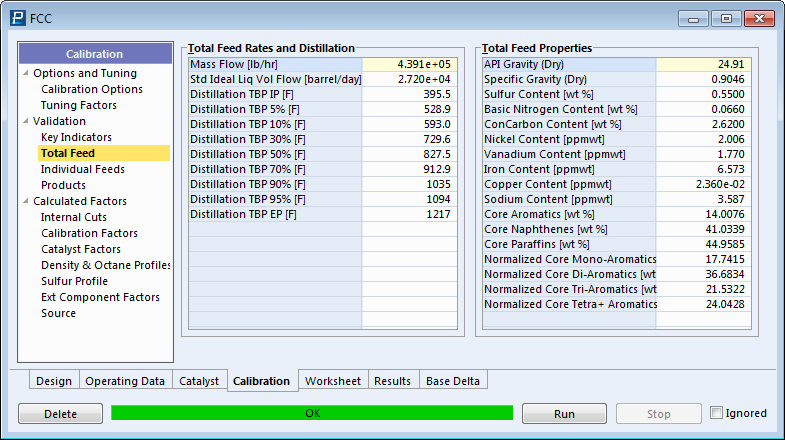 FCC
Calibration
Options and Tuning
Calibration Options
Tuning Factors
Validation
Key Indicators
Total Feed
Individual Feeds
Products
Calculated Factors
Internal Cuts
Calibration Factors
Catalyst Factors
Density & Octane Profiles
Sulfur Profile
Ext Component Factors
Source
Total Feed Rates and Distillation
Mass Flow [lb/hr] 4.391e+05
Std Ideal Liq Vol Flow [barrel/day] 2.720e+04
Distillation TBP IP [F] 395.5
Distillation TBP 5% [F] 528.9
Distillation TBP 10% [F] 593.0
Distillation TBP 30% [F] 729.6
Distillation TBP 50% [F] 827.5
Distillation TBP 70% [F] 912.9
Distillation TBP 90% [F] 1035
Distillation TBP 95% [F] 1094
Distillation TBP EP [F] 1217
Total Feed Properties
API Gravity (Dry) 24.91
Specific Gravity (Dry) 0.9046
Sulfur Content [wt %] 0.5500
Basic Nitrogen Content [wt %] 0.0660
ConCarbon Content [wt %] 2.6200
Nickel Content [ppmwt] 2.006
Vanadium Content [ppmwt] 1.770
Iron Content [ppmwt] 6.573
Copper Content [ppmwt] 2.360e-02
Sodium Content [ppmwt] 3.587
Core Aromatics [wt %] 14.0076
Core Naphthenes [wt %] 41.0339
Core Paraffins [wt %] 44.9585
Normalized Core Mono-Aromatics 17.7415
Normalized Core Di-Aromatics [wt 36.6834
Normalized Core Tri-Aromatics [wt 21.5322
Normalized Core Tetra+ Aromatics 24.0428
Design Operating Data Catalyst Calibration Worksheet Results Base Delta
Delete OK Run Stop Ignored